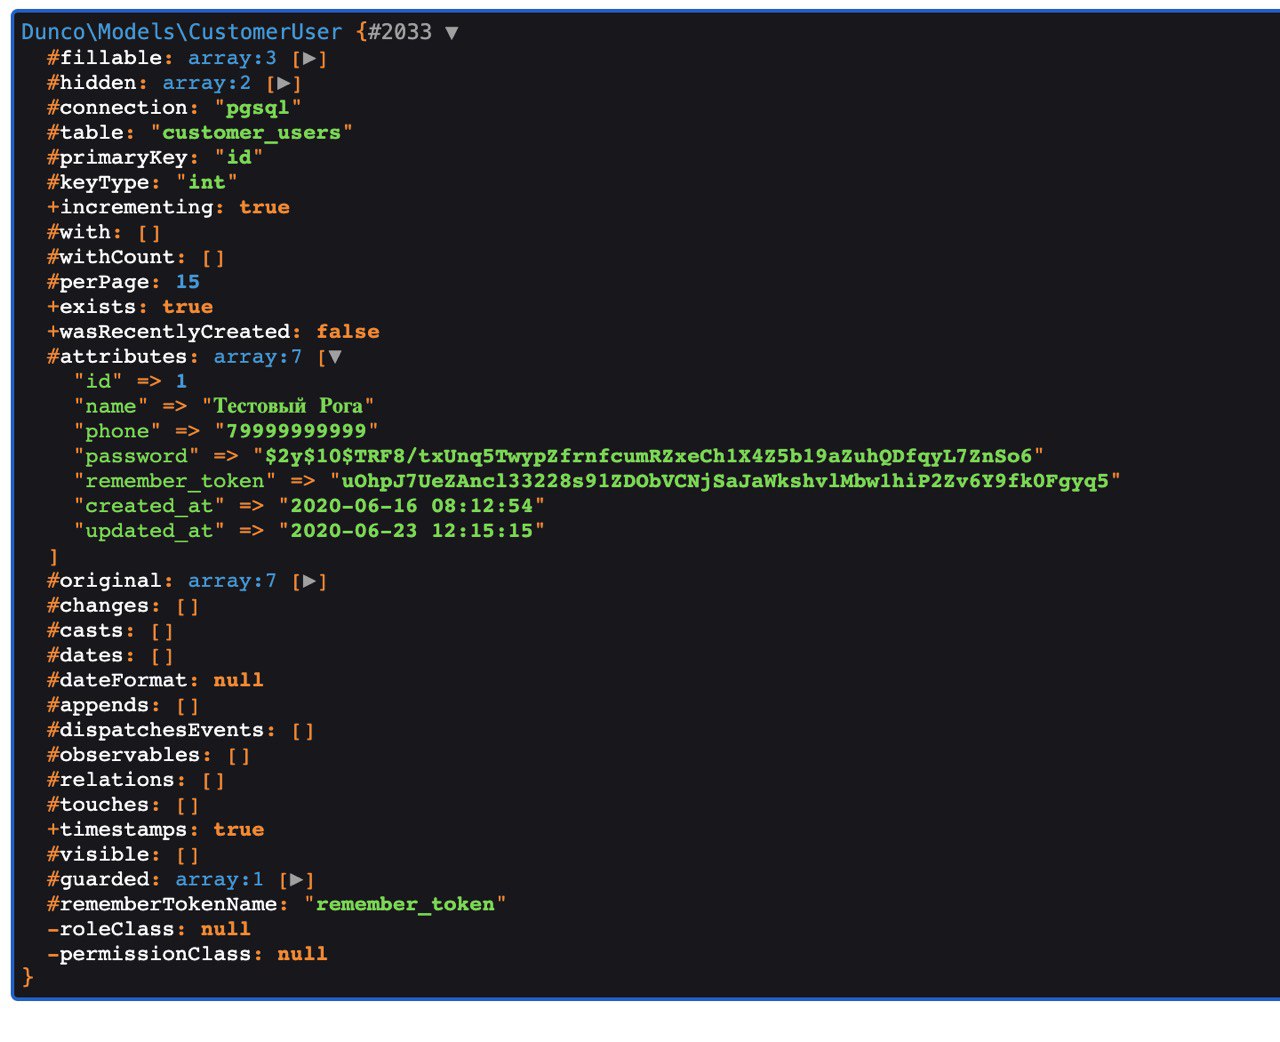 Dunco\Models\CustomerUser {#2033 ▼
#fillable: array:3 [▶]
#hidden: array:2 [▶]
#connection: "pgsql"
#table: "customer_users"
#primaryKey: "id"
#keyType: "int"
+incrementing: true
#with: []
#withCount: []
#perPage: 15
+exists: true
+wasRecentlyCreated: false
#attributes: array:7 [▼
"id" => 1
"name" => "Тестовый Рога"
"phone" => "79999999999"
"password" => "$2y$10$TRF8/txUnq5TwypZfrnfcumRZxeChlX4Z5b19aZuhQDfqyL7ZnSo6"
"remember_token" => "uOhpJ7UeZAncl33228s91ZDObVCNjSaJaWkshvlMbw1hiP2Zv6Y9fk0Fgyq5"
"created_at" => "2020-06-16 08:12:54"
"updated_at" => "2020-06-23 12:15:15"
]
#original: array:7 [▶]
#changes: []
#casts: []
#dates: []
#dateFormat: null
#appends: []
#dispatchesEvents: []
#observables: []
#relations: []
#touches: []
+timestamps: true
#visible: []
#guarded: array:1 [▶]
#rememberTokenName: "remember_token"
-roleClass: null
-permissionClass: null
}